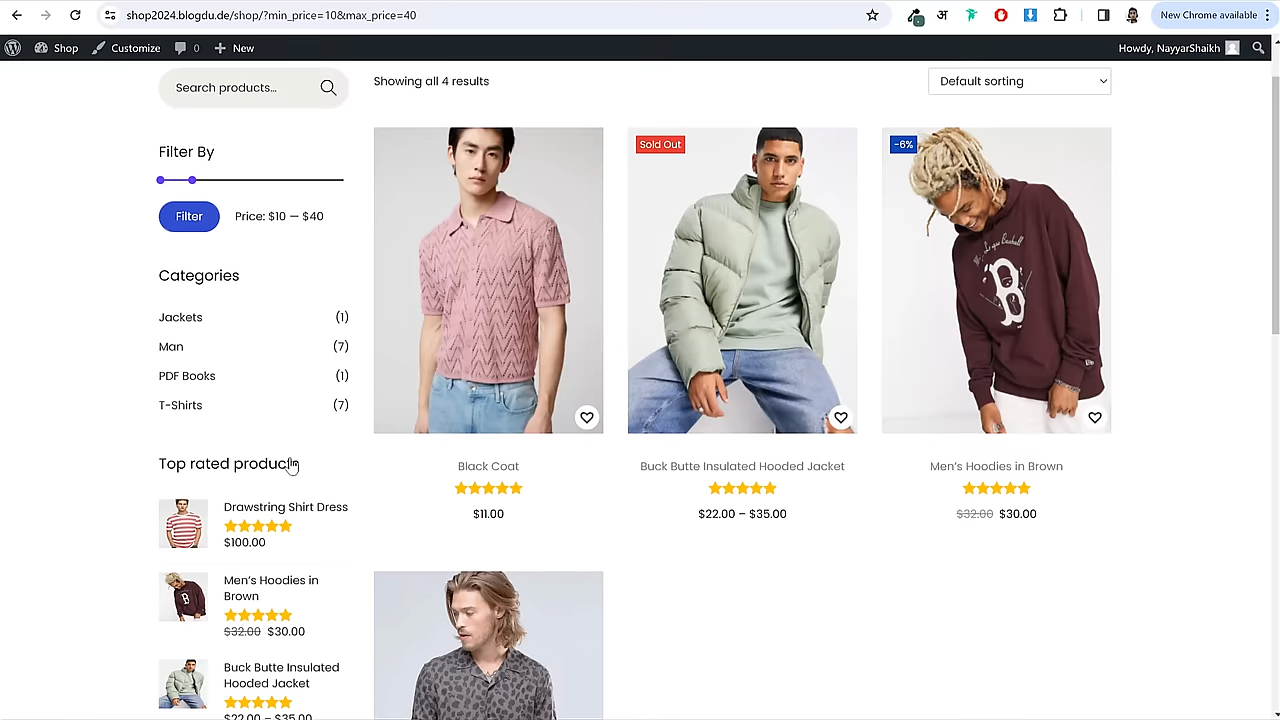 shop2024.blogdu.de/shop/?min_price=10&max_price=40
अ
New Chrome available
Shop
Customize
0
New
Howdy, NayyarShaikh
Search products...
Showing all 4 results
Default sorting
Filter By
Filter
Price: $10 — $40
Categories
Jackets (1)
Man (7)
PDF Books (1)
T-Shirts (7)
Sold Out
-6%
B
Black Coat
$11.00
Buck Butte Insulated Hooded Jacket
$22.00 – $35.00
Men's Hoodies in Brown
$32.00 $30.00
Top rated products
Drawstring Shirt Dress
$100.00
Men's Hoodies in
Brown
$32.00 $30.00
Buck Butte Insulated
Hooded Jacket
$22.00 – $35.00